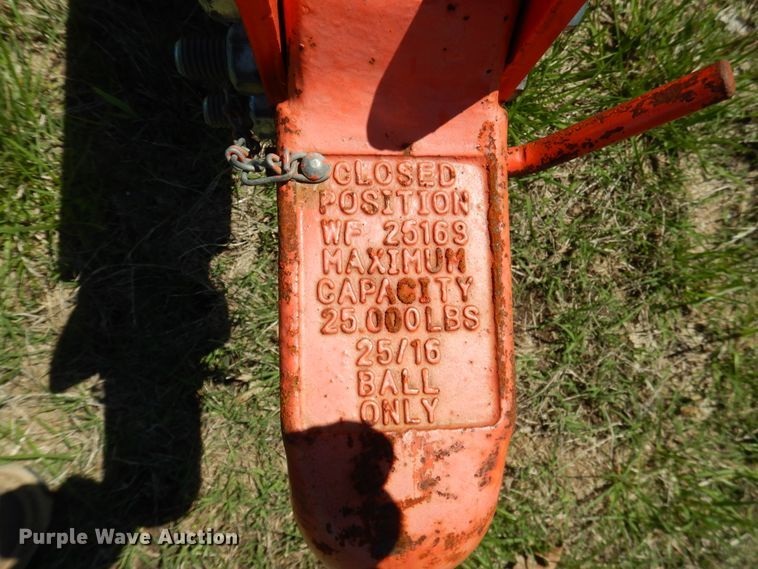 CLOSED
POSITION
WF 25169
MAXIMUM
CAPACITY
25.000LBS
25/16
BALL
ONLY
Purple Wave Auction